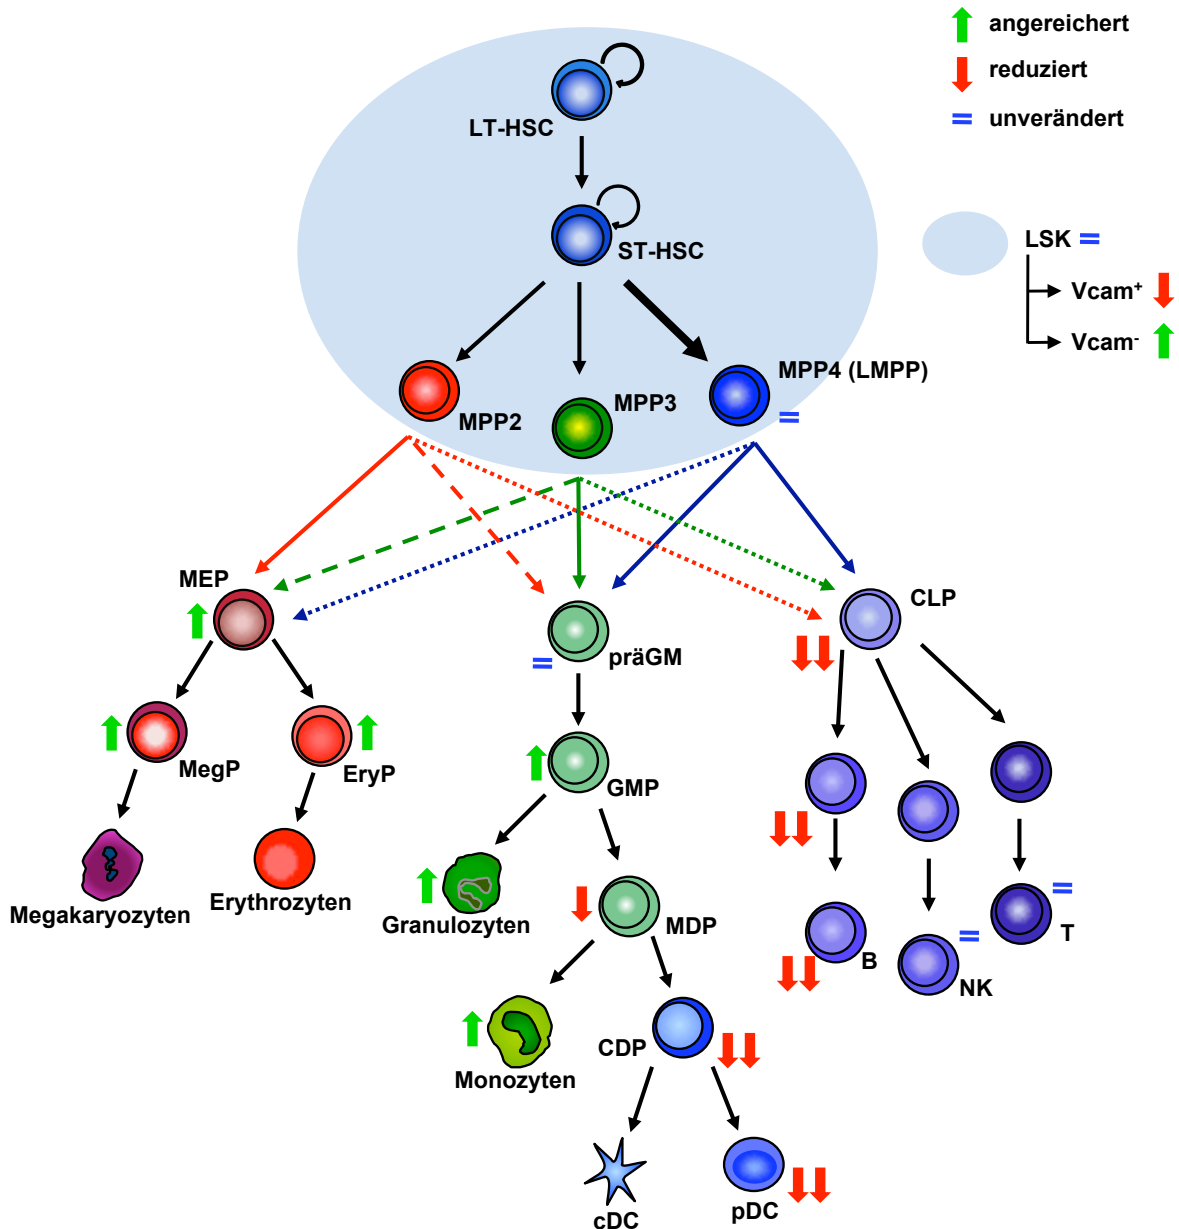 angereichert
reduziert
unverändert
LT-HSC
ST-HSC
LSK =
Vcam⁺
Vcam⁻
MPP4 (LMPP)
MPP3
MPP2
=
MEP
CLP
präGM
=
MegP
EryP
GMP
Megakaryozyten
Erythrozyten
Granulozyten
MDP
B
NK
=
T
=
CDP
Monozyten
cDC
pDC